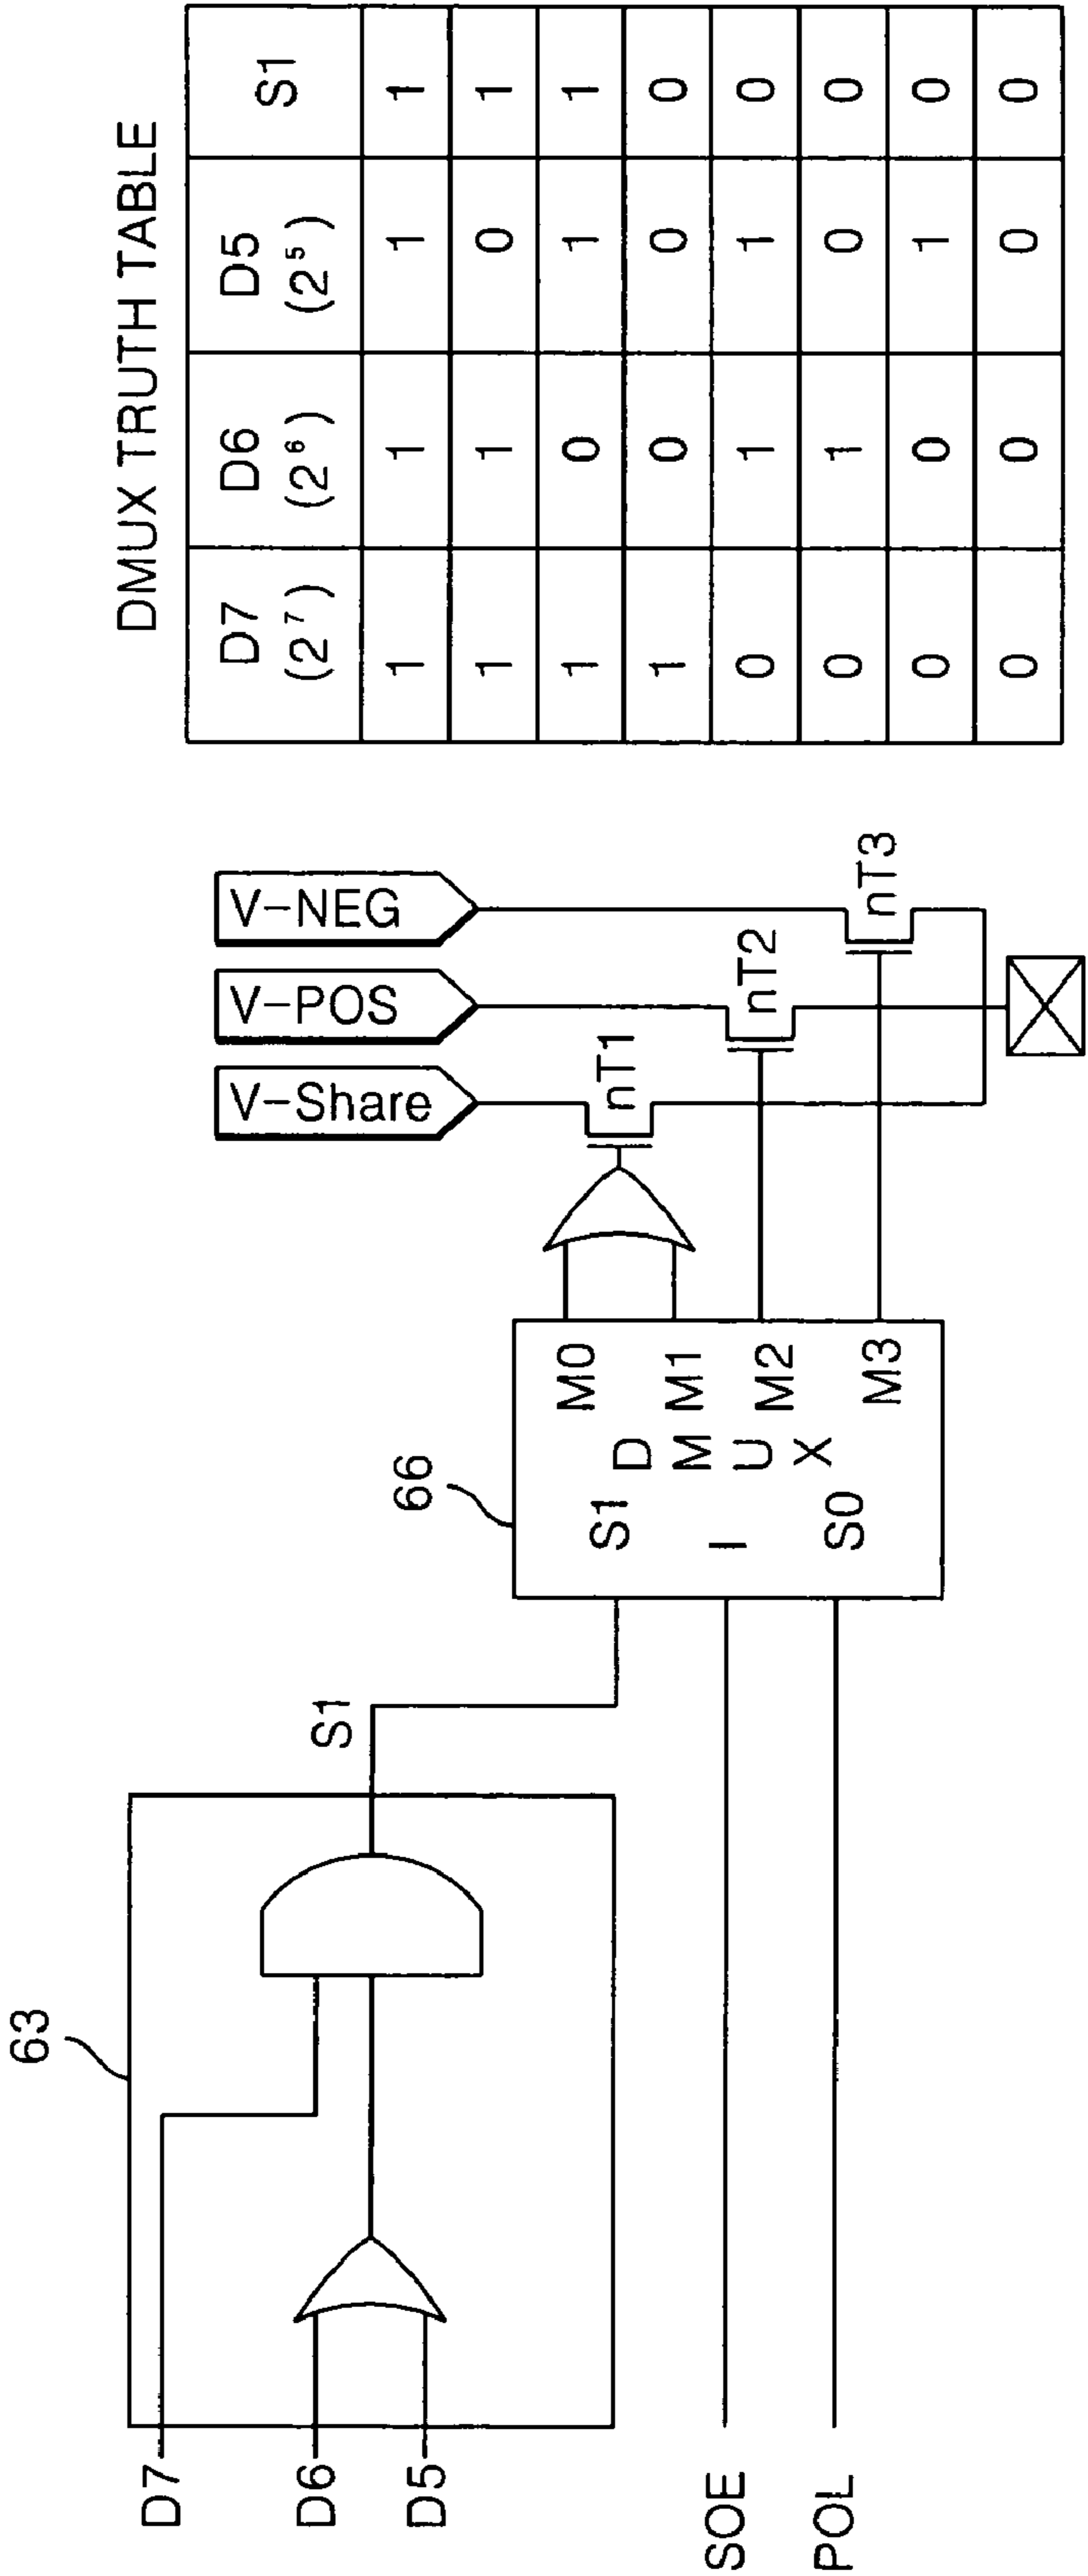 63
D7
D6
D5
S1
SOE
POL
66
S1
I
S0
D
M
U
X
M0
M1
M2
M3
V-Share
V-POS
V-NEG
nT1
nT2
nT3
DMUX TRUTH TABLE
D7 D6 D5 S1
(2⁷) (2⁶) (2⁵)
1 1 1 1
1 1 0 1
1 0 1 1
1 0 0 0
0 1 1 0
0 1 0 0
0 0 1 0
0 0 0 0